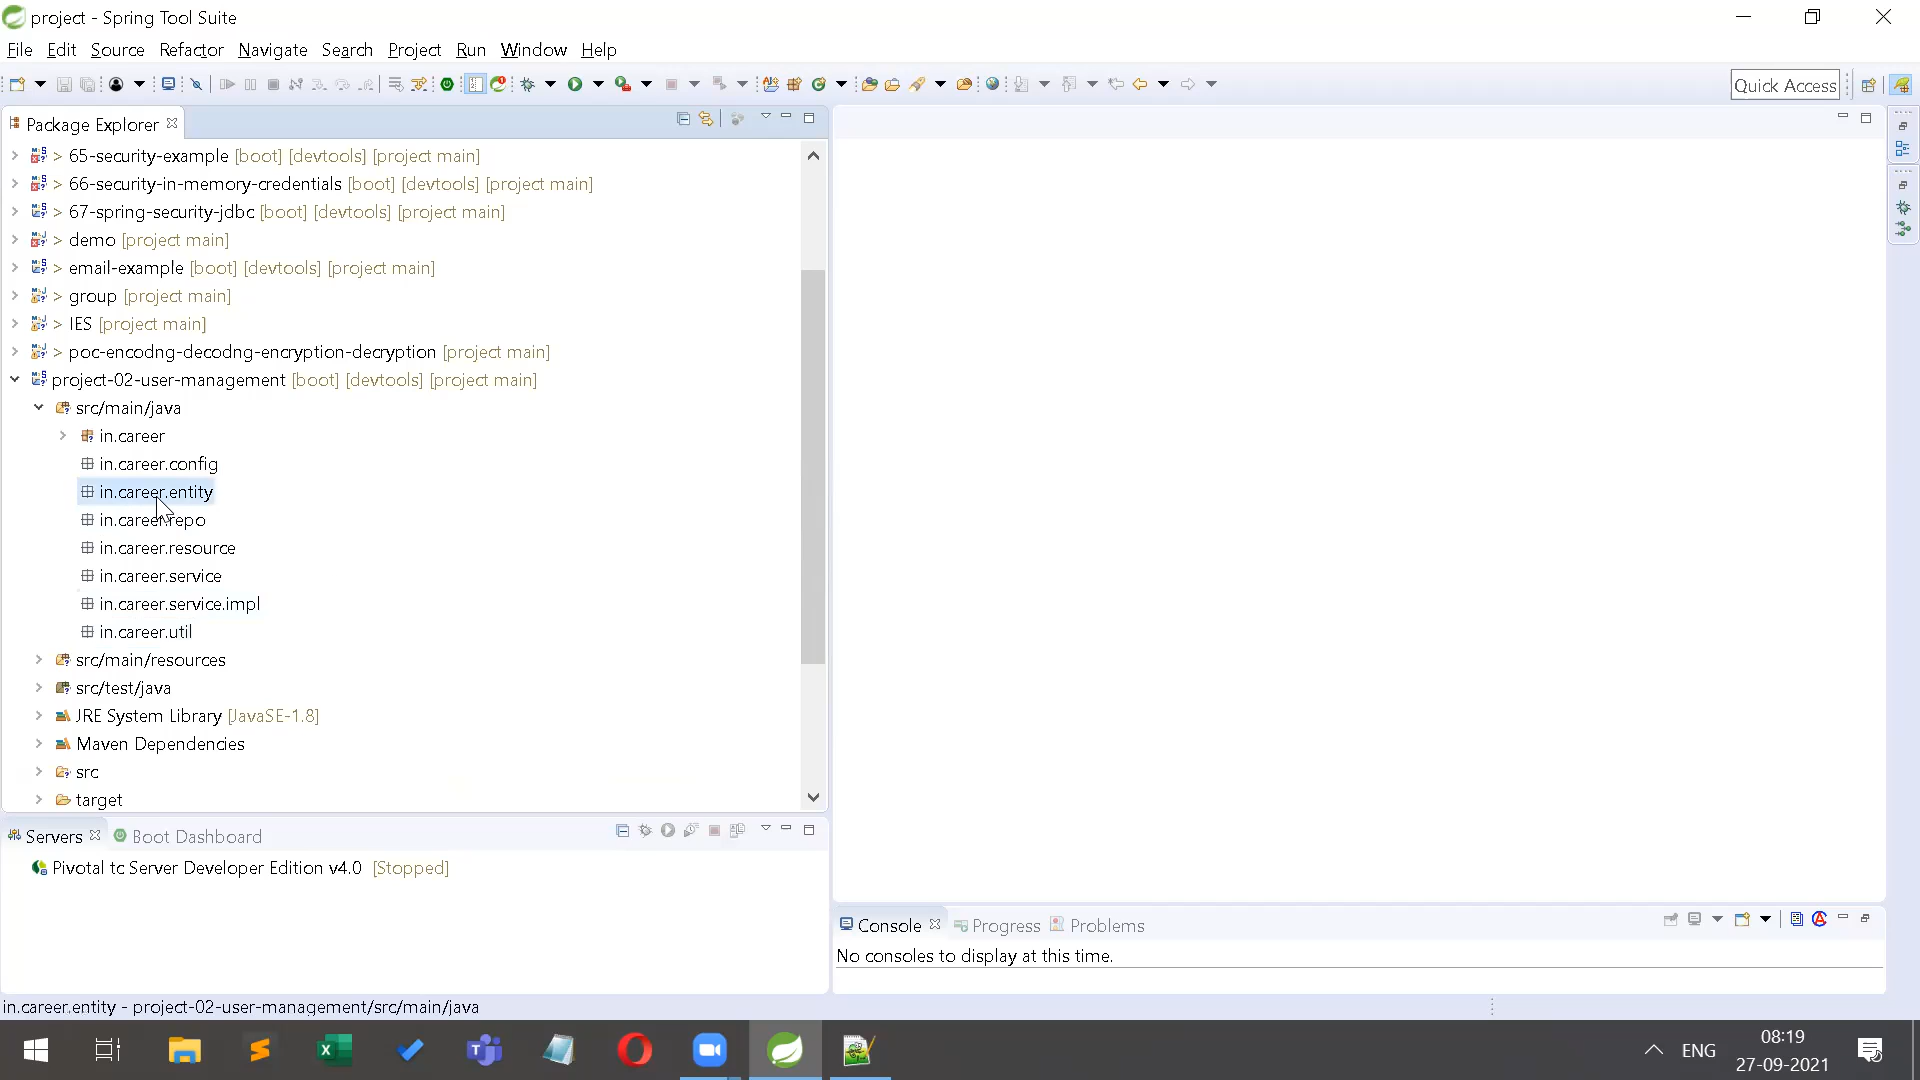 project - Spring Tool Suite
File Edit Source Refactor Navigate Search Project Run Window Help
Quick Access
Package Explorer
> 65-security-example [boot] [devtools] [project main]
> 66-security-in-memory-credentials [boot] [devtools] [project main]
> 67-spring-security-jdbc [boot] [devtools] [project main]
> demo [project main]
> email-example [boot] [devtools] [project main]
> group [project main]
> IES [project main]
> poc-encodng-decodng-encryption-decryption [project main]
project-02-user-management [boot] [devtools] [project main]
src/main/java
in.career
in.career.config
in.career.entity
in.career.repo
in.career.resource
in.career.service
in.career.service.impl
in.career.util
src/main/resources
src/test/java
JRE System Library [JavaSE-1.8]
Maven Dependencies
src
target
Servers Boot Dashboard
Pivotal tc Server Developer Edition v4.0 [Stopped]
Console Progress Problems
No consoles to display at this time.
in.career.entity - project-02-user-management/src/main/java
ENG
08:19
27-09-2021